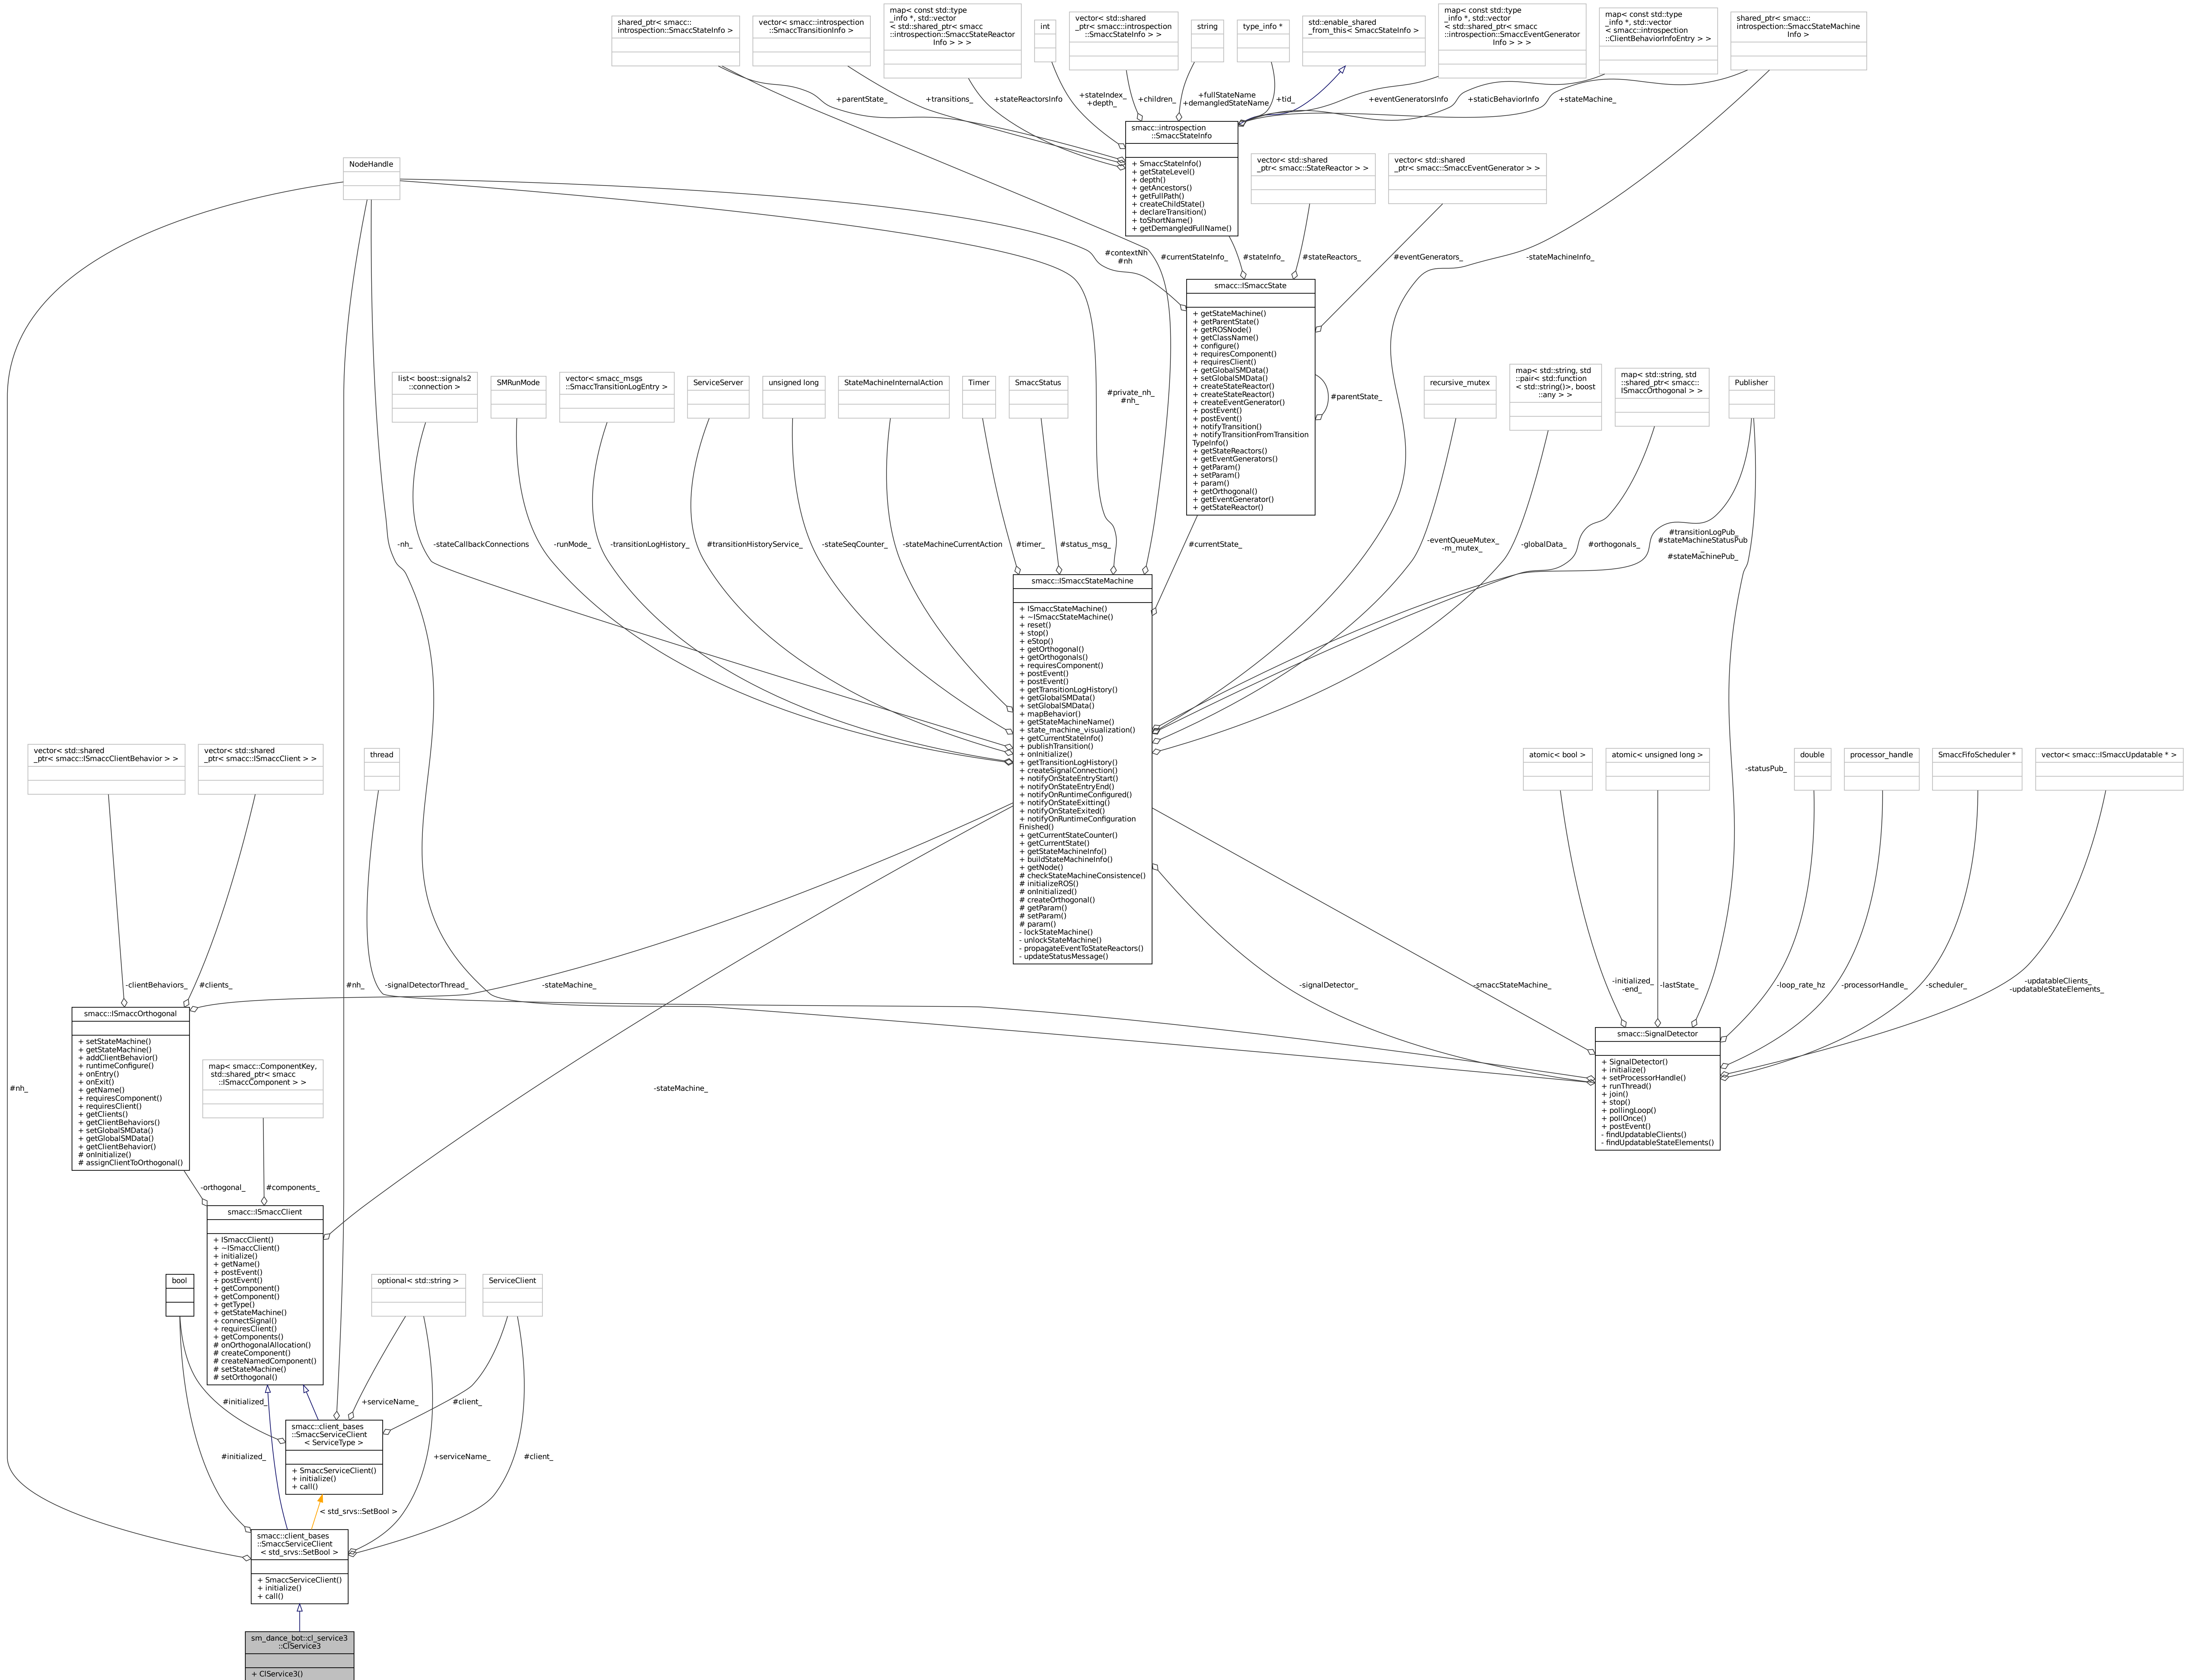 shared_ptr< smacc::
introspection::SmaccStateInfo >
vector< smacc::introspection
::SmaccTransitionInfo >
map< const std::type
_info *, std::vector
< std::shared_ptr< smacc
::introspection::SmaccStateReactor
Info > > >
int
vector< std::shared
_ptr< smacc::introspection
::SmaccStateInfo > >
string
type_info *
std::enable_shared
_from_this< SmaccStateInfo >
map< const std::type
_info *, std::vector
< std::shared_ptr< smacc
::introspection::SmaccEventGenerator
Info > > >
map< const std::type
_info *, std::vector
< smacc::introspection
::ClientBehaviorInfoEntry > >
shared_ptr< smacc::
introspection::SmaccStateMachine
Info >
+parentState_
+transitions_
+stateReactorsInfo
+stateIndex_
+depth_
+children_
+fullStateName
+demangledStateName
+tid_
+eventGeneratorsInfo
+staticBehaviorInfo
+stateMachine_
smacc::introspection
::SmaccStateInfo
+ SmaccStateInfo()
+ getStateLevel()
+ depth()
+ getAncestors()
+ getFullPath()
+ createChildState()
+ declareTransition()
+ toShortName()
+ getDemangledFullName()
NodeHandle
vector< std::shared
_ptr< smacc::StateReactor > >
vector< std::shared
_ptr< smacc::SmaccEventGenerator > >
#contextNh
#nh
#currentStateInfo_
#stateInfo_
#stateReactors_
#eventGenerators_
-stateMachineInfo_
smacc::ISmaccState
+ getStateMachine()
+ getParentState()
+ getROSNode()
+ getClassName()
+ configure()
+ requiresComponent()
+ requiresClient()
+ getGlobalSMData()
+ setGlobalSMData()
+ createStateReactor()
+ createStateReactor()
+ createEventGenerator()
+ postEvent()
+ postEvent()
+ notifyTransition()
+ notifyTransitionFromTransition
TypeInfo()
+ getStateReactors()
+ getEventGenerators()
+ getParam()
+ setParam()
+ param()
+ getOrthogonal()
+ getEventGenerator()
+ getStateReactor()
#parentState_
list< boost::signals2
::connection >
SMRunMode
vector< smacc_msgs
::SmaccTransitionLogEntry >
ServiceServer
unsigned long
StateMachineInternalAction
Timer
SmaccStatus
#private_nh_
#nh_
recursive_mutex
map< std::string, std
::pair< std::function
< std::string()>, boost
::any > >
map< std::string, std
::shared_ptr< smacc::
ISmaccOrthogonal > >
Publisher
-nh_
-stateCallbackConnections
-runMode_
-transitionLogHistory_
#transitionHistoryService_
-stateSeqCounter_
-stateMachineCurrentAction
#timer_
#status_msg_
#currentState_
-eventQueueMutex_
-m_mutex_
-globalData_
#orthogonals_
#transitionLogPub_
#stateMachineStatusPub
_
#stateMachinePub_
smacc::ISmaccStateMachine
+ ISmaccStateMachine()
+ ~ISmaccStateMachine()
+ reset()
+ stop()
+ eStop()
+ getOrthogonal()
+ getOrthogonals()
+ requiresComponent()
+ postEvent()
+ postEvent()
+ getTransitionLogHistory()
+ getGlobalSMData()
+ setGlobalSMData()
+ mapBehavior()
+ getStateMachineName()
+ state_machine_visualization()
+ getCurrentStateInfo()
+ publishTransition()
+ onInitialize()
+ getTransitionLogHistory()
+ createSignalConnection()
+ notifyOnStateEntryStart()
+ notifyOnStateEntryEnd()
+ notifyOnRuntimeConfigured()
+ notifyOnStateExitting()
+ notifyOnStateExited()
+ notifyOnRuntimeConfiguration
Finished()
+ getCurrentStateCounter()
+ getCurrentState()
+ getStateMachineInfo()
+ buildStateMachineInfo()
+ getNode()
# checkStateMachineConsistence()
# initializeROS()
# onInitialized()
# createOrthogonal()
# getParam()
# setParam()
# param()
- lockStateMachine()
- unlockStateMachine()
- propagateEventToStateReactors()
- updateStatusMessage()
vector< std::shared
_ptr< smacc::ISmaccClientBehavior > >
vector< std::shared
_ptr< smacc::ISmaccClient > >
thread
atomic< bool >
atomic< unsigned long >
-statusPub_
double
processor_handle
SmaccFifoScheduler *
vector< smacc::ISmaccUpdatable * >
-clientBehaviors_
#clients_
#nh_
-signalDetectorThread_
-stateMachine_
-signalDetector_
-smaccStateMachine_
-initialized_
-end_
-lastState_
-loop_rate_hz
-processorHandle_
-scheduler_
-updatableClients_
-updatableStateElements_
smacc::ISmaccOrthogonal
+ setStateMachine()
+ getStateMachine()
+ addClientBehavior()
+ runtimeConfigure()
+ onEntry()
+ onExit()
+ getName()
+ requiresComponent()
+ requiresClient()
+ getClients()
+ getClientBehaviors()
+ setGlobalSMData()
+ getGlobalSMData()
+ getClientBehavior()
# onInitialize()
# assignClientToOrthogonal()
smacc::SignalDetector
+ SignalDetector()
+ initialize()
+ setProcessorHandle()
+ runThread()
+ join()
+ stop()
+ pollingLoop()
+ pollOnce()
+ postEvent()
- findUpdatableClients()
- findUpdatableStateElements()
map< smacc::ComponentKey,
std::shared_ptr< smacc
::ISmaccComponent > >
#nh_
-stateMachine_
-orthogonal_
#components_
smacc::ISmaccClient
+ ISmaccClient()
+ ~ISmaccClient()
+ initialize()
+ getName()
+ postEvent()
+ postEvent()
+ getComponent()
+ getComponent()
+ getType()
+ getStateMachine()
+ connectSignal()
+ requiresClient()
+ getComponents()
# onOrthogonalAllocation()
# createComponent()
# createNamedComponent()
# setStateMachine()
# setOrthogonal()
bool
optional< std::string >
ServiceClient
#initialized_
+serviceName_
#client_
smacc::client_bases
::SmaccServiceClient
< ServiceType >
+ SmaccServiceClient()
+ initialize()
+ call()
#initialized_
+serviceName_
#client_
< std_srvs::SetBool >
smacc::client_bases
::SmaccServiceClient
< std_srvs::SetBool >
+ SmaccServiceClient()
+ initialize()
+ call()
sm_dance_bot::cl_service3
::ClService3
+ ClService3()